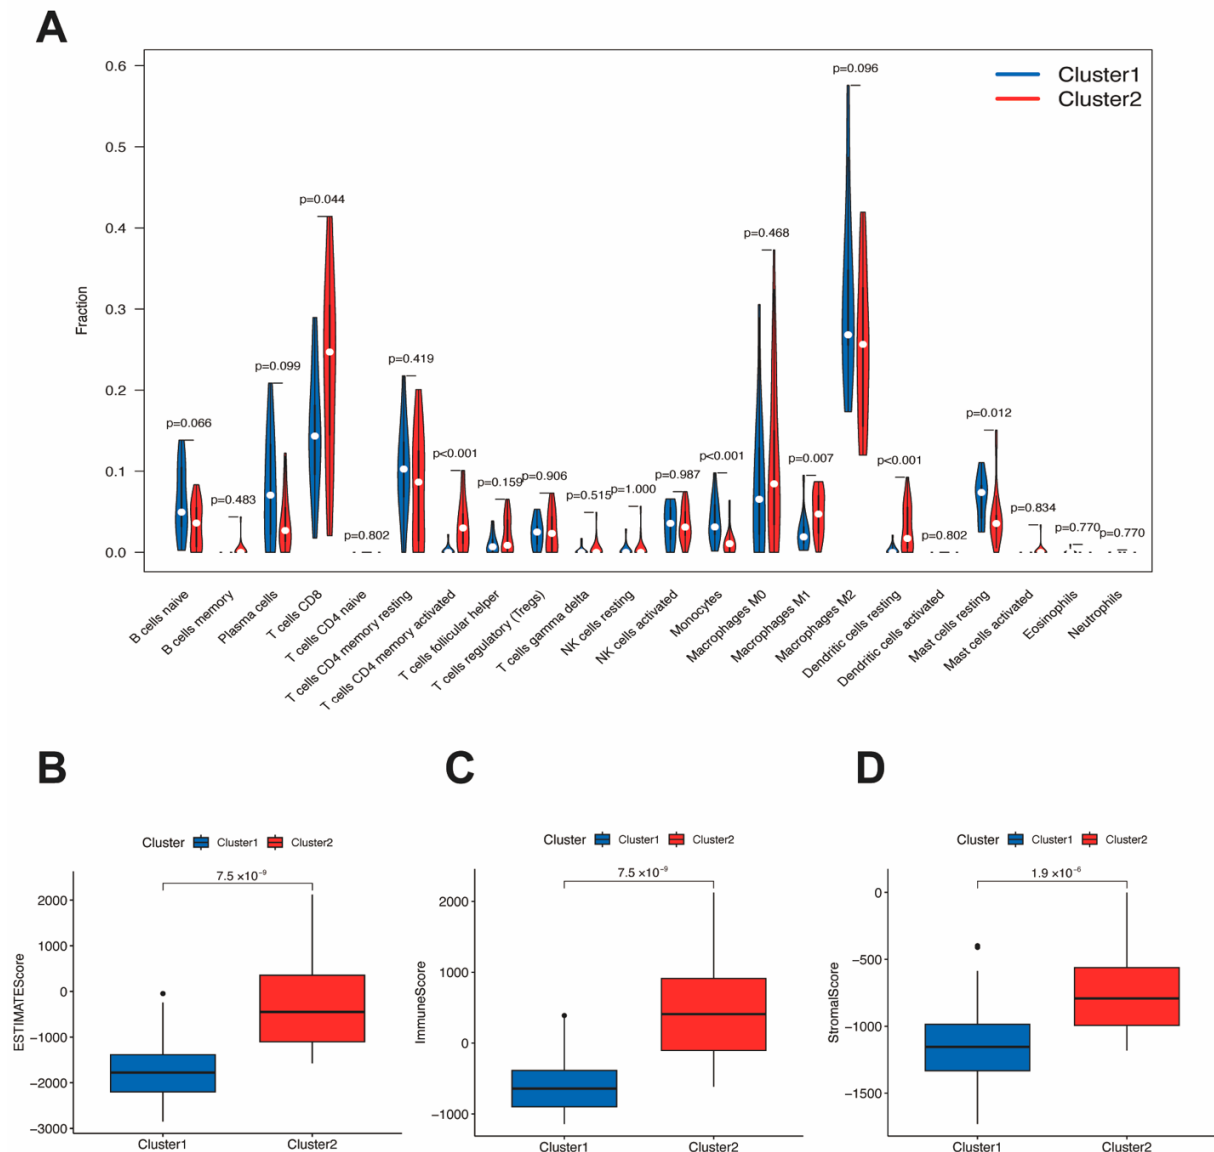 A
0.6
0.5
0.4
0.3
0.2
0.1
0.0
Fraction
Cluster1
Cluster2
p=0.066
p=0.483
p=0.099
p=0.044
p=0.802
p=0.419
p<0.001
p=0.159
p=0.906
p=0.515
p=1.000
p=0.987
p<0.001
p=0.468
p=0.007
p=0.096
p<0.001
p=0.802
p=0.012
p=0.834
p=0.770
p=0.770
B cells naive
B cells memory
Plasma cells
T cells CD8
T cells CD4 naive
T cells CD4 memory resting
T cells CD4 memory activated
T cells follicular helper
T cells regulatory (Tregs)
T cells gamma delta
NK cells resting
NK cells activated
Monocytes
Macrophages M0
Macrophages M1
Macrophages M2
Dendritic cells resting
Dendritic cells activated
Mast cells resting
Mast cells activated
Eosinophils
Neutrophils
B
Cluster Cluster1 Cluster2
7.5 ×10⁻⁹
2000
1000
0
−1000
−2000
−3000
ESTIMATEScore
Cluster1 Cluster2
C
Cluster Cluster1 Cluster2
7.5 ×10⁻⁹
2000
1000
0
−1000
ImmuneScore
Cluster1 Cluster2
D
Cluster Cluster1 Cluster2
1.9 ×10⁻⁶
0
−500
−1000
−1500
StromalScore
Cluster1 Cluster2